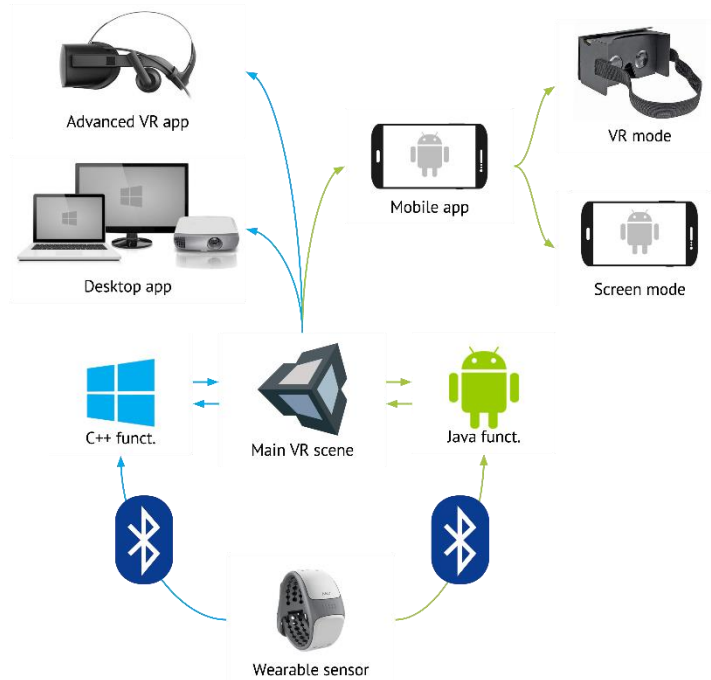 Advanced VR app
VR mode
Mobile app
Desktop app
Screen mode
C++ funct.
Main VR scene
Java funct.
Wearable sensor